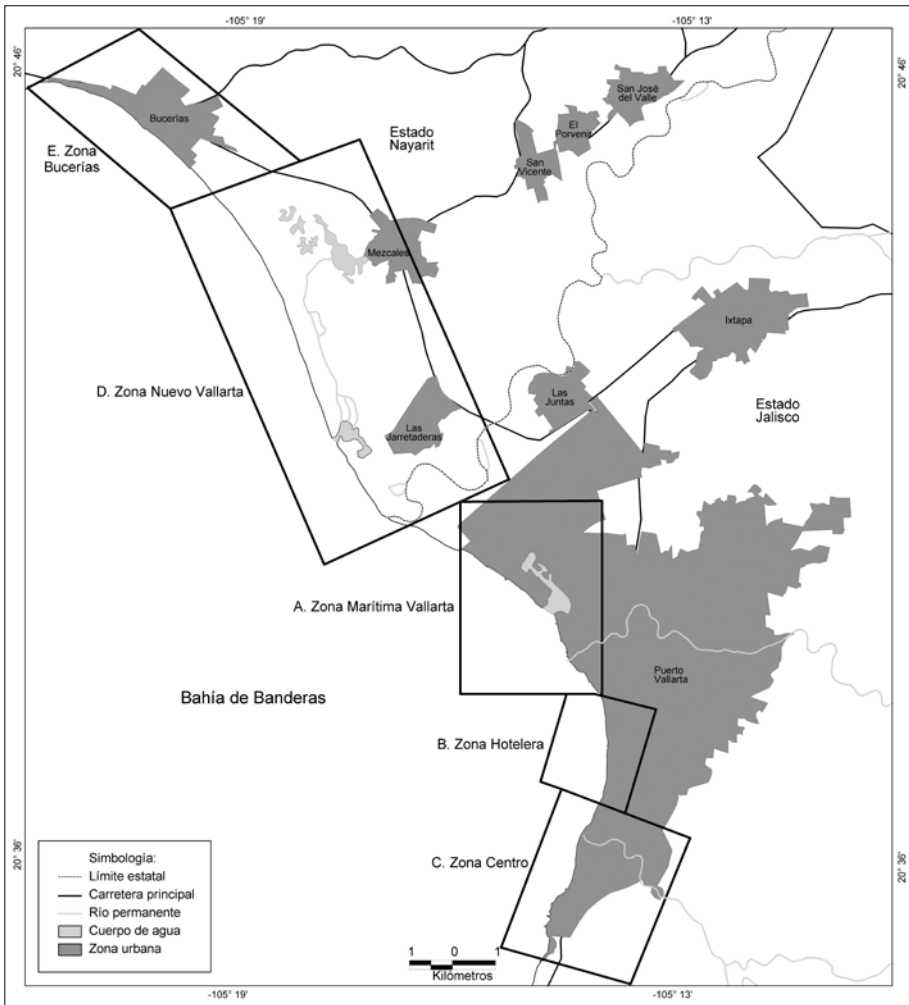 -105° 19'
-105° 13'
20° 46'
20° 46'
San José
del Valle
Bucerías
El
Porvenir
Estado
Nayarit
E. Zona
Bucerías
San
Vicente
Mezcales
Ixtapa
D. Zona Nuevo Vallarta
Las
Juntas
Estado
Jalisco
Las
Jarretaderas
A. Zona Marítima Vallarta
Puerto
Vallarta
Bahía de Banderas
B. Zona Hotelera
C. Zona Centro
20° 36'
20° 36'
Simbología:
Límite estatal
Carretera principal
Río permanente
Cuerpo de agua
Zona urbana
1 0 1
Kilómetros
-105° 19'
-105° 13'